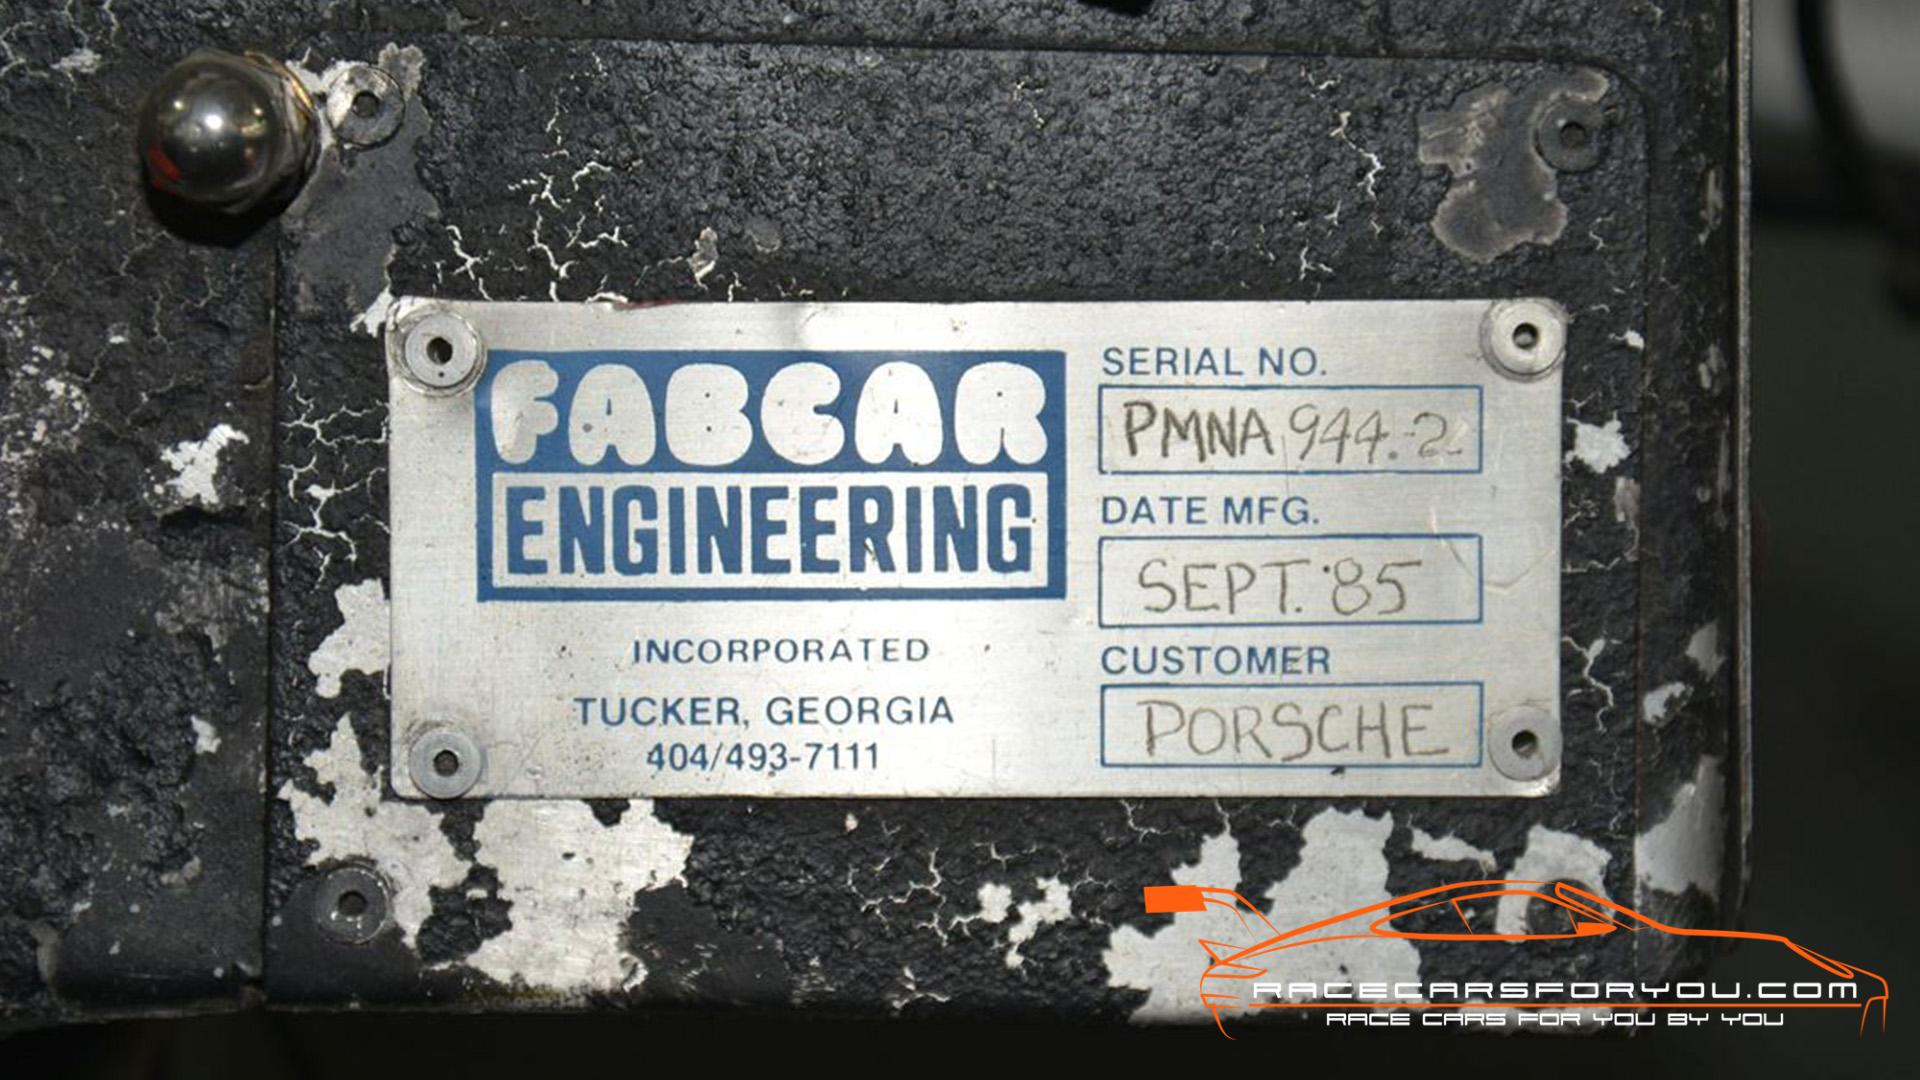 FABCAR
ENGINEERING
INCORPORATED
TUCKER, GEORGIA
404/493-7111
SERIAL NO.
PMNA 944.2
DATE MFG.
SEPT. '85
CUSTOMER
PORSCHE
RACECARSFORYOU.COM
RACE CARS FOR YOU BY YOU